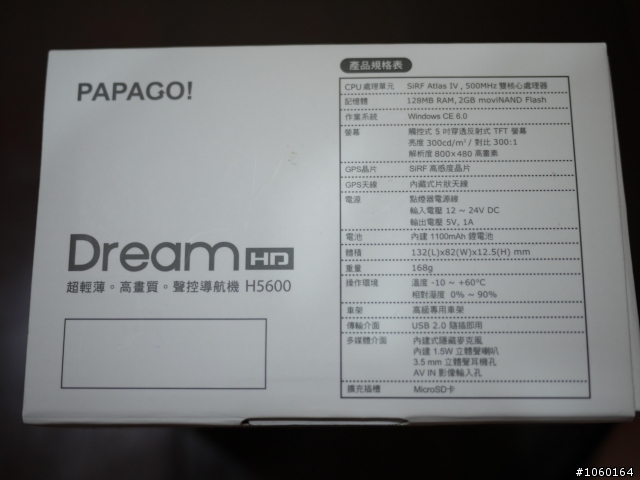 PAPAGO!
Dream HD
超輕薄。高畫質。聲控導航機 H5600
產品規格表
CPU處理單元 SiRF Atlas IV , 500MHz 雙核心處理器
記憶體 128MB RAM, 2GB moviNAND Flash
作業系統 Windows CE 6.0
螢幕 觸控式 5 吋穿透反射式 TFT 螢幕
亮度 300cd/m² / 對比 300:1
解析度 800×480 高畫素
GPS晶片 SiRF 高感度晶片
GPS天線 內藏式片狀天線
電源 點煙器電源線
輸入電壓 12 ~ 24V DC
輸出電壓 5V, 1A
電池 內建 1100mAh 鋰電池
體積 132(L)x82(W)x12.5(H) mm
重量 168g
操作環境 溫度 -10 ~ +60°C
相對溼度 0% ~ 90%
車架 高級專用車架
傳輸介面 USB 2.0 隨插即用
多媒體介面 內建式隱藏麥克風
內建 1.5W 立體聲喇叭
3.5 mm 立體聲耳機孔
AV IN 影像輸入孔
擴充插槽 MicroSD卡
#1060164